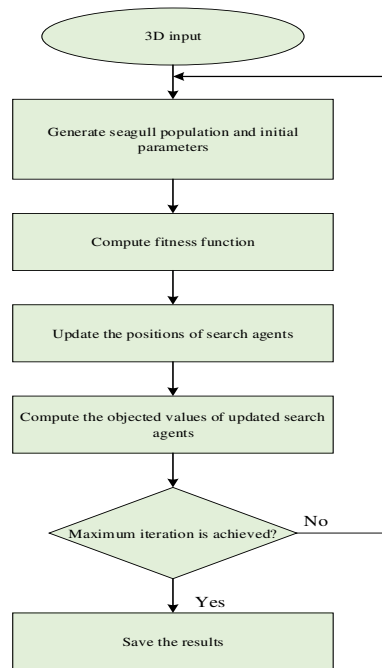 3D input
Generate seagull population and initial
parameters
Compute fitness function
Update the positions of search agents
Compute the objected values of updated search
agents
Maximum iteration is achieved?
No
Yes
Save the results